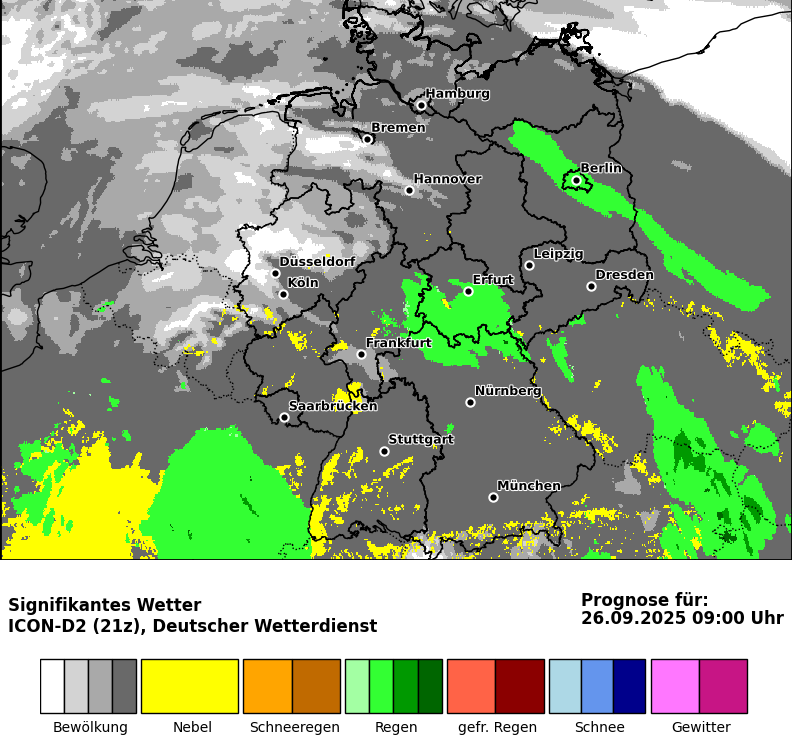 Hamburg
Bremen
Berlin
Hannover
Düsseldorf
Leipzig
Köln
Erfurt
Dresden
Frankfurt
Nürnberg
Saarbrücken
Stuttgart
München
Signifikantes Wetter
ICON-D2 (21z), Deutscher Wetterdienst
Prognose für:
26.09.2025 09:00 Uhr
Bewölkung Nebel Schneeregen Regen gefr. Regen Schnee Gewitter